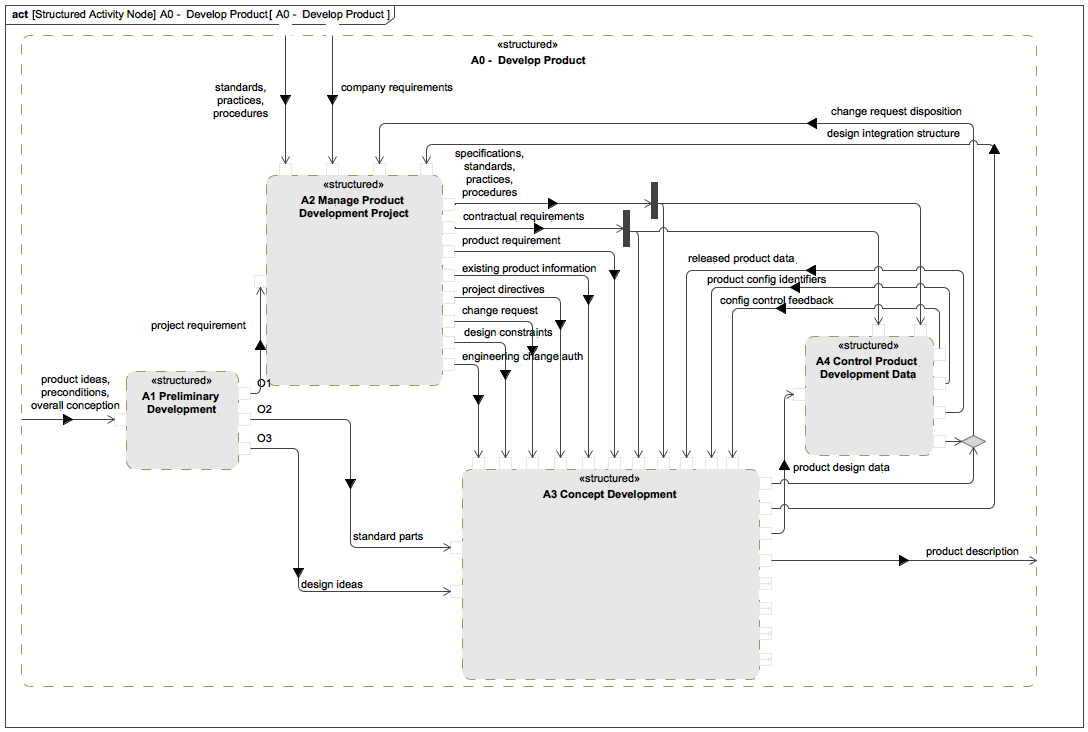 act [Structured Activity Node] A0 - Develop Product[ A0 - Develop Product ]
«structured»
A0 - Develop Product
standards,
practices,
procedures
company requirements
change request disposition
design integration structure
specifications,
standards,
practices,
procedures
«structured»
A2 Manage Product
Development Project
contractual requirements
product requirement
existing product information
project directives
change request
design constraints
engineering change auth
released product data
product config identifiers
config control feedback
project requirement
«structured»
A4 Control Product
Development Data
product ideas,
preconditions,
overall conception
«structured»
A1 Preliminary
Development
O1
O2
O3
product design data
«structured»
A3 Concept Development
standard parts
design ideas
product description